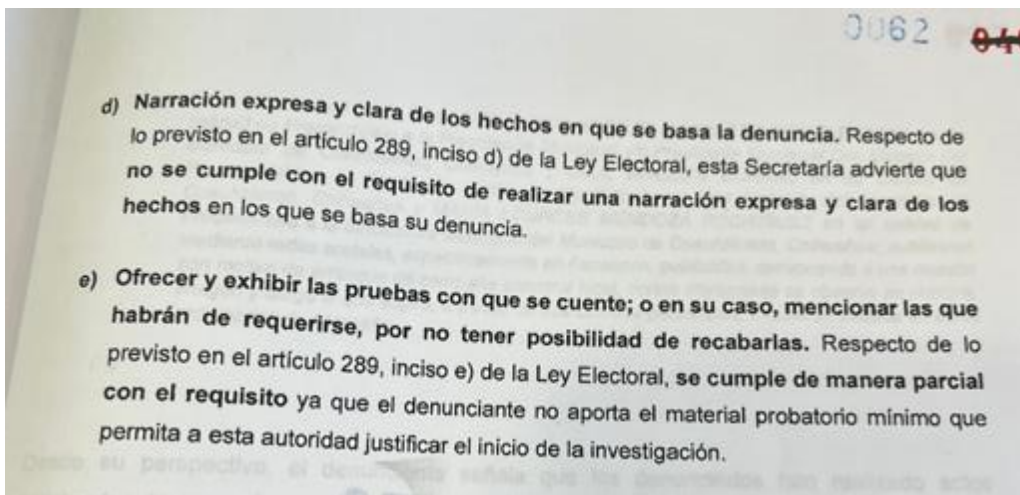 0062
d) Narración expresa y clara de los hechos en que se basa la denuncia. Respecto de
lo previsto en el artículo 289, inciso d) de la Ley Electoral, esta Secretaría advierte que
no se cumple con el requisito de realizar una narración expresa y clara de los
hechos en los que se basa su denuncia.
e) Ofrecer y exhibir las pruebas con que se cuente; o en su caso, mencionar las que
habrán de requerirse, por no tener posibilidad de recabarlas. Respecto de lo
previsto en el artículo 289, inciso e) de la Ley Electoral, se cumple de manera parcial
con el requisito ya que el denunciante no aporta el material probatorio mínimo que
permita a esta autoridad justificar el inicio de la investigación.